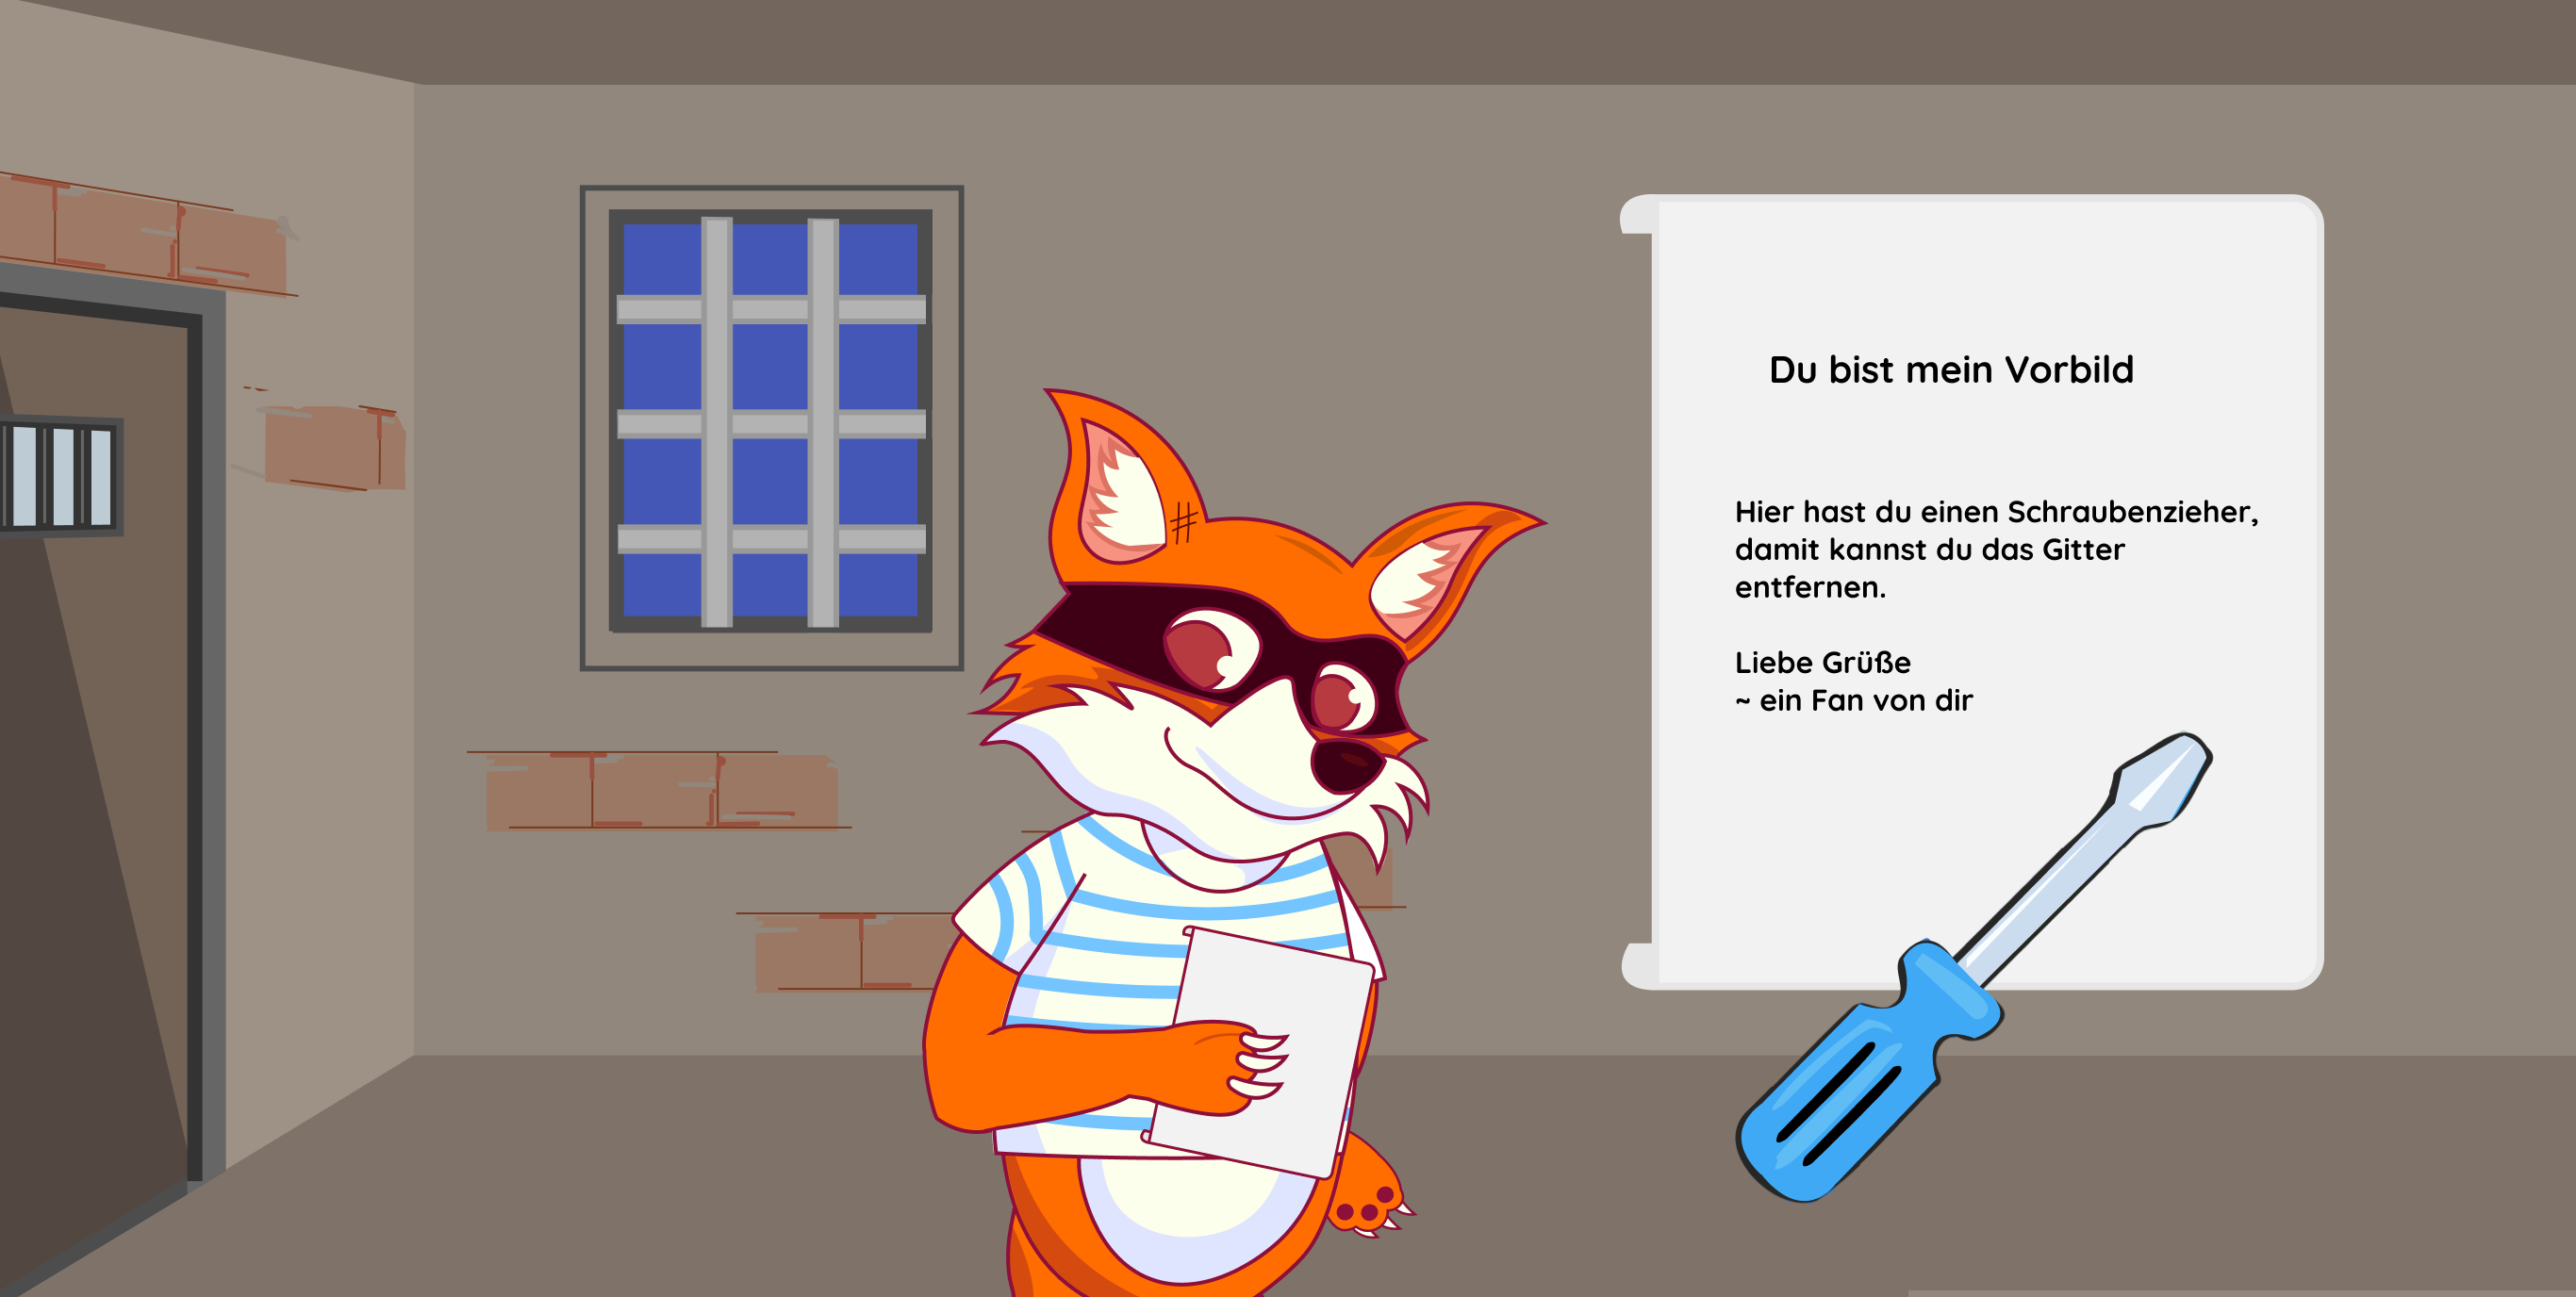 Du bist mein Vorbild
Hier hast du einen Schraubenzieher,
damit kannst du das Gitter
entfernen.
Liebe Grüße
~ ein Fan von dir